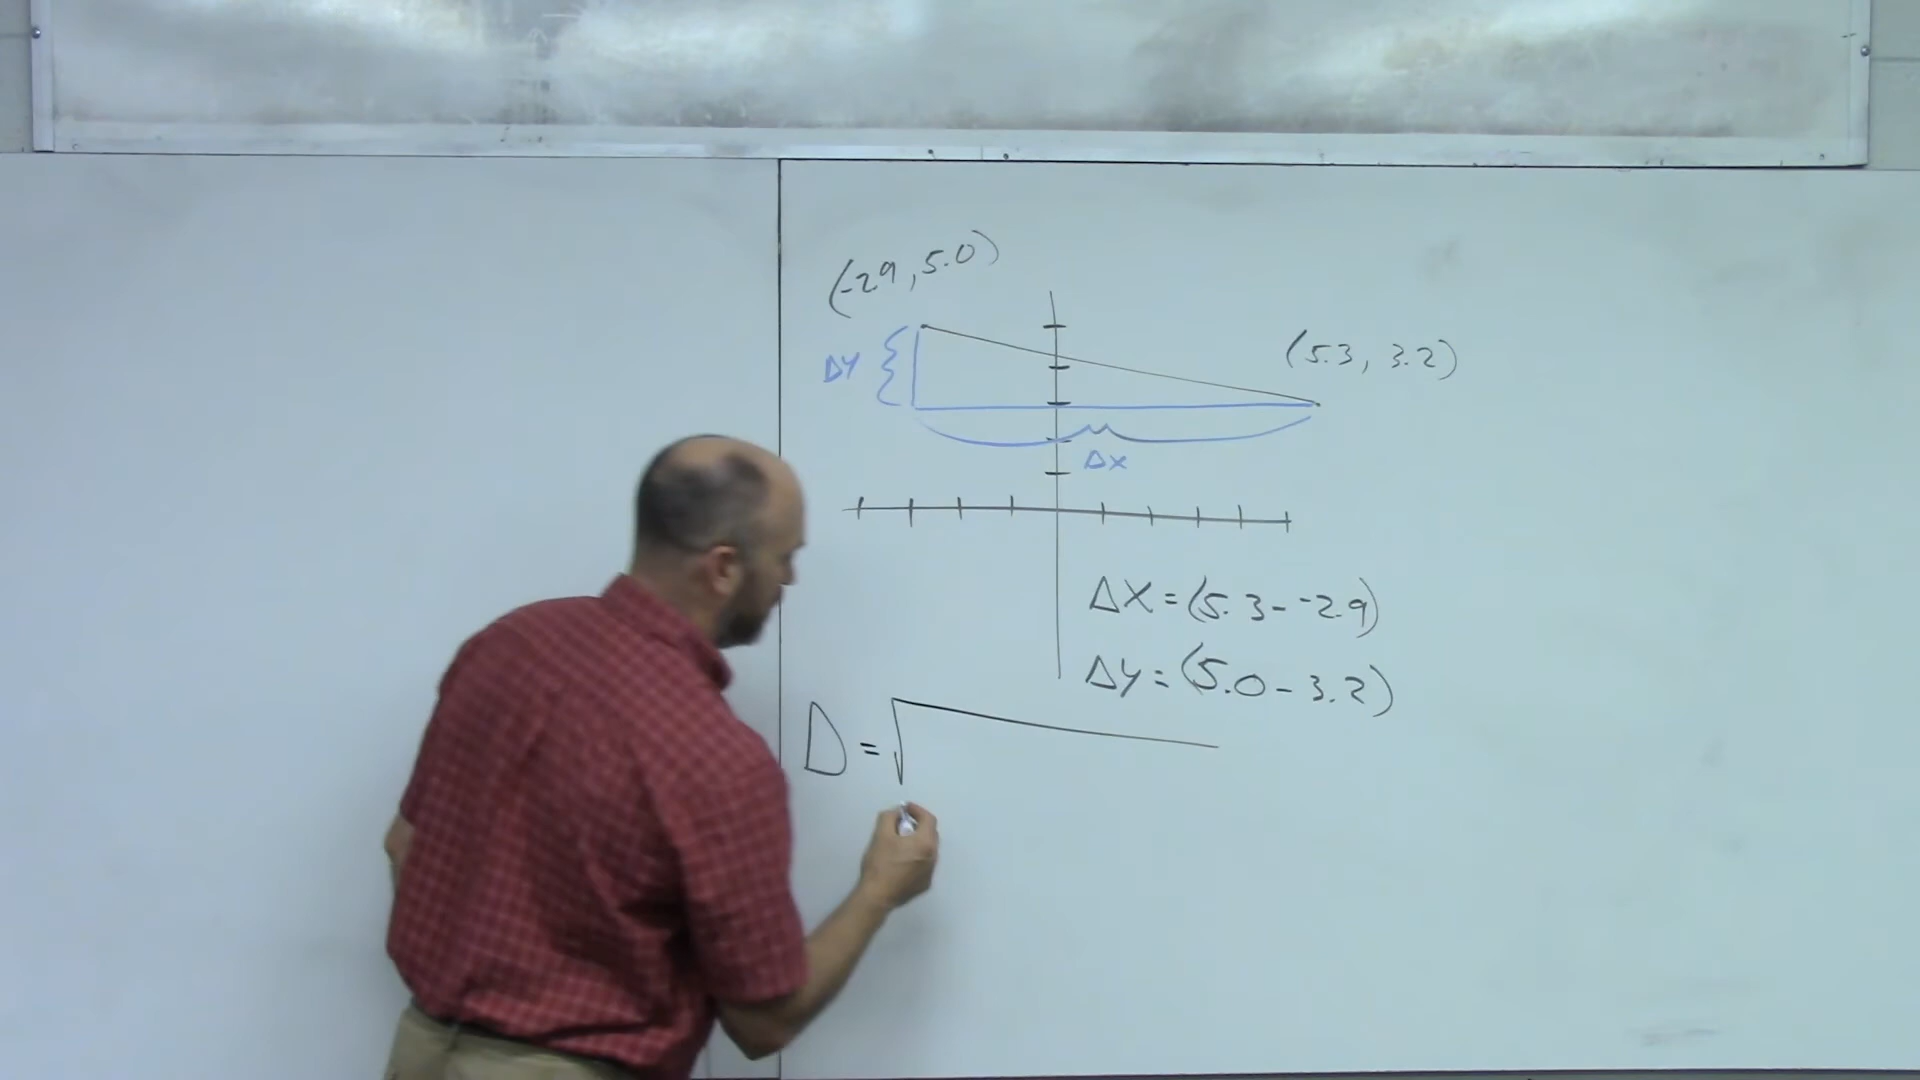 (-2.9, 5.0)
(5.3, 3.2)
ΔY
ΔX
ΔX = (5.3 - -2.9)
ΔY = (5.0 - 3.2)
D = √